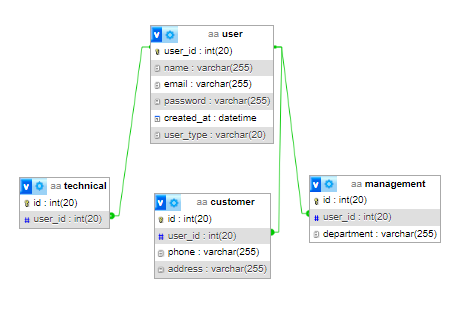 aa user
user_id : int(20)
name : varchar(255)
email : varchar(255)
password : varchar(255)
created_at : datetime
user_type : varchar(20)
aa technical
id : int(20)
user_id : int(20)
aa customer
id : int(20)
user_id : int(20)
phone : varchar(255)
address : varchar(255)
aa management
id : int(20)
user_id : int(20)
department : varchar(255)